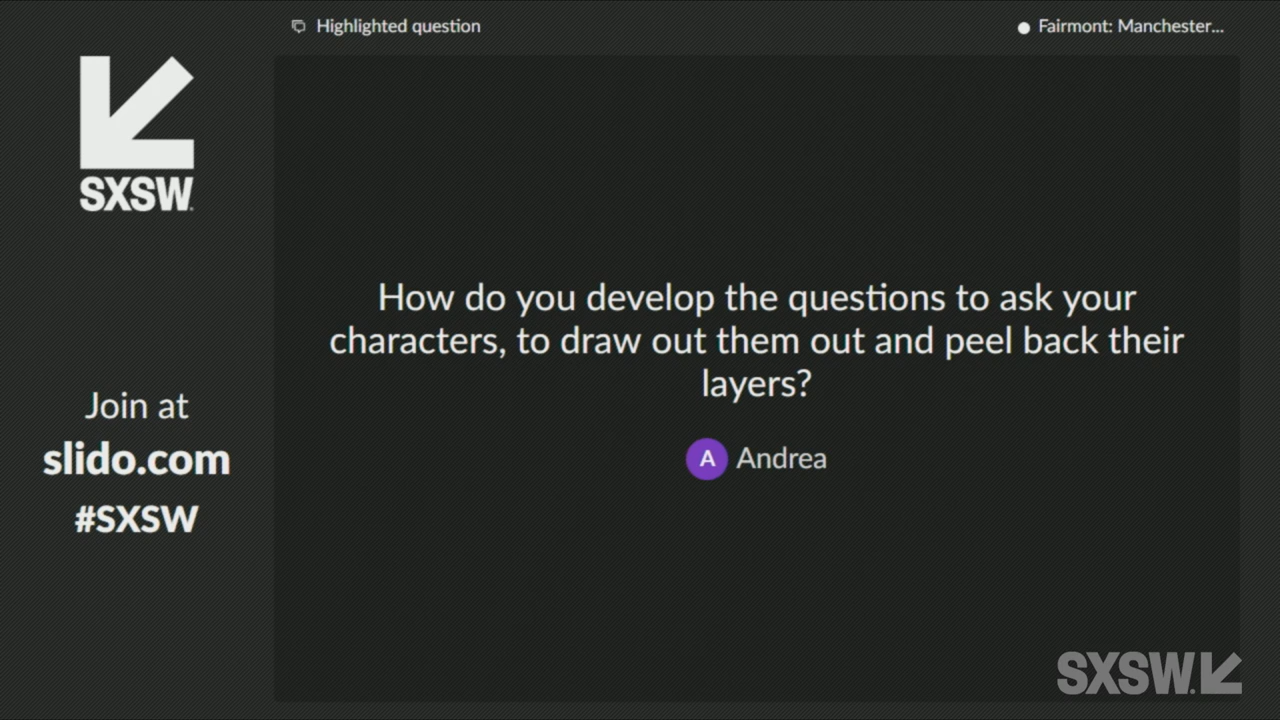 Highlighted question
Fairmont: Manchester...
SXSW.
Join at
slido.com
#SXSW
How do you develop the questions to ask your
characters, to draw out them out and peel back their
layers?
A Andrea
SXSW.